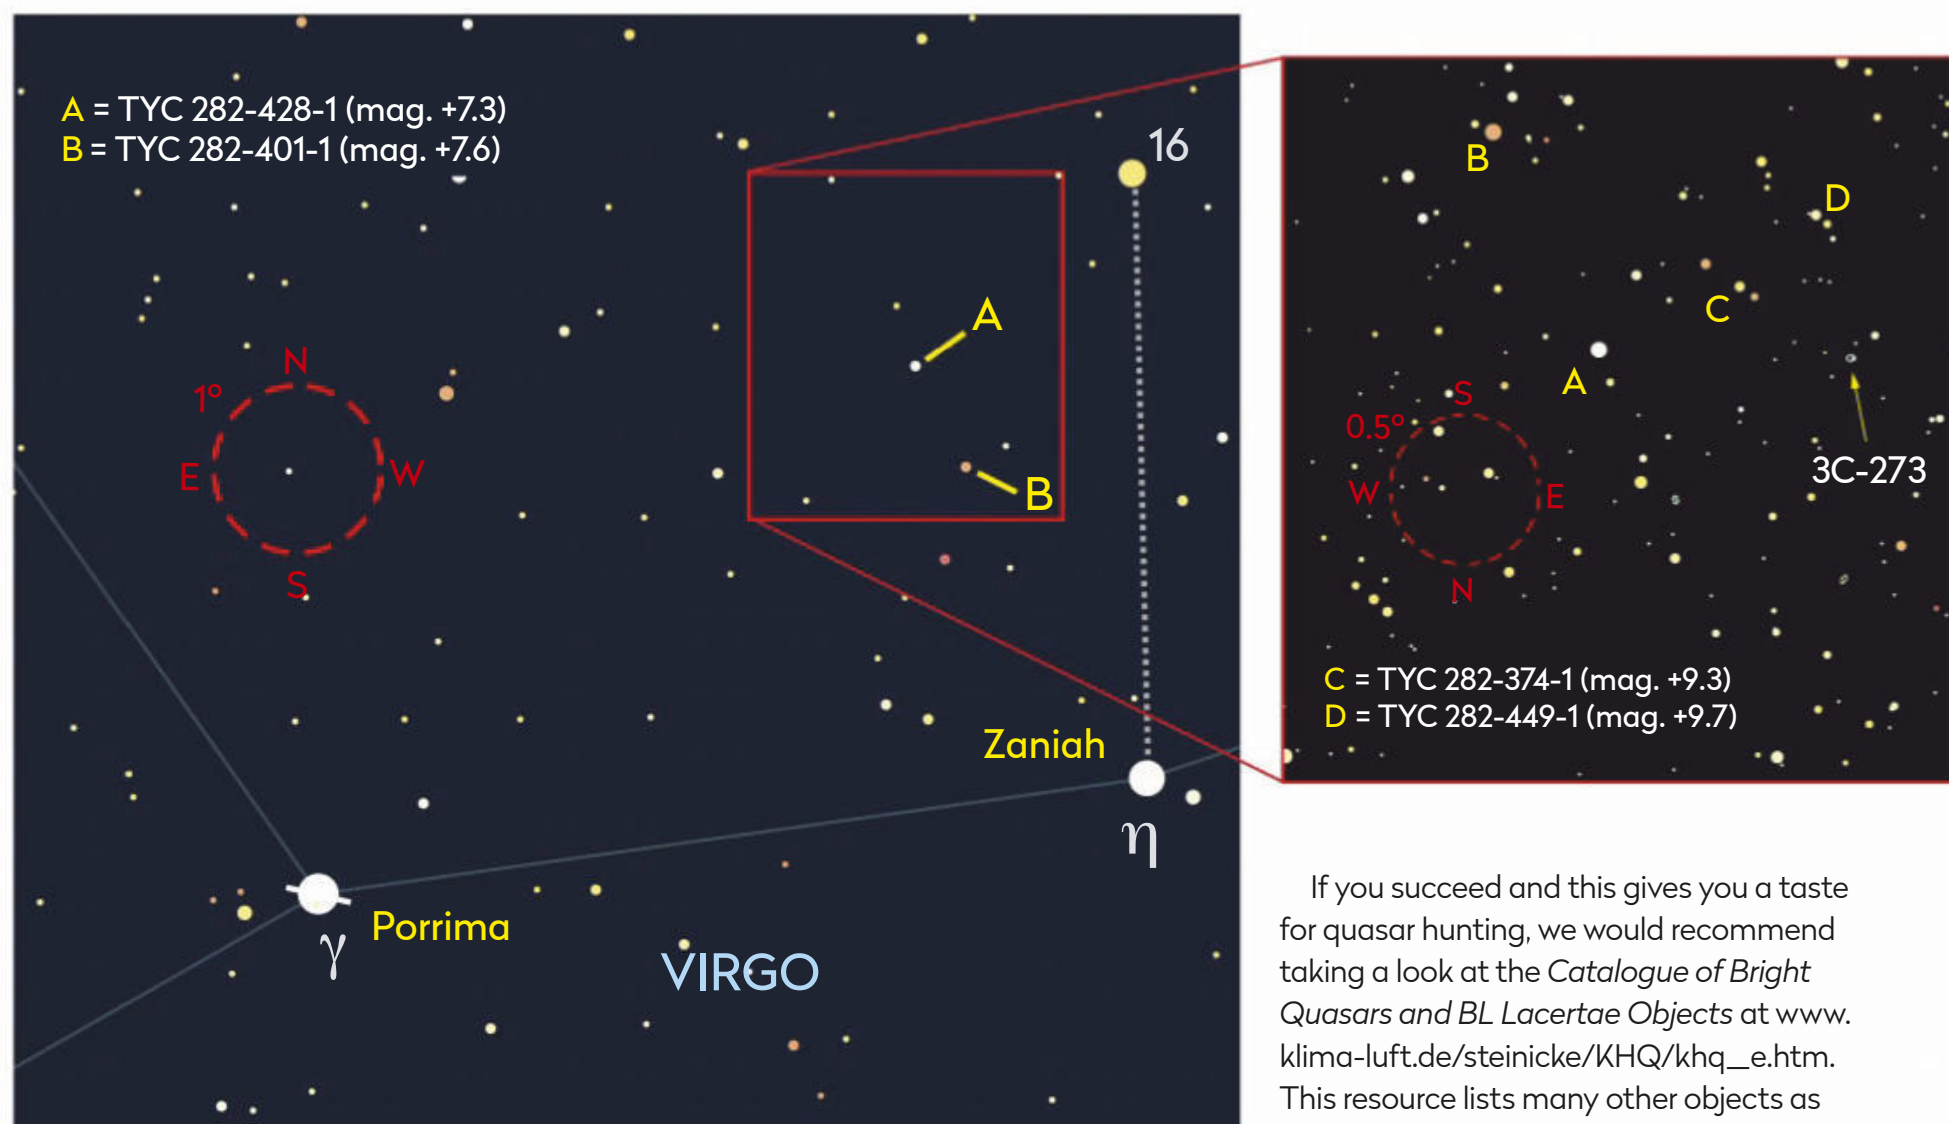 A = TYC 282-428-1 (mag. +7.3)
B = TYC 282-401-1 (mag. +7.6)
16
A
B
N
1°
E
W
S
Zaniah
η
γ
Porrima
VIRGO
B
D
C
A
S
0.5°
W
E
N
3C-273
C = TYC 282-374-1 (mag. +9.3)
D = TYC 282-449-1 (mag. +9.7)
If you succeed and this gives you a taste
for quasar hunting, we would recommend
taking a look at the Catalogue of Bright
Quasars and BL Lacertae Objects at www.
klima-luft.de/steinicke/KHQ/khq_e.htm.
This resource lists many other objects as